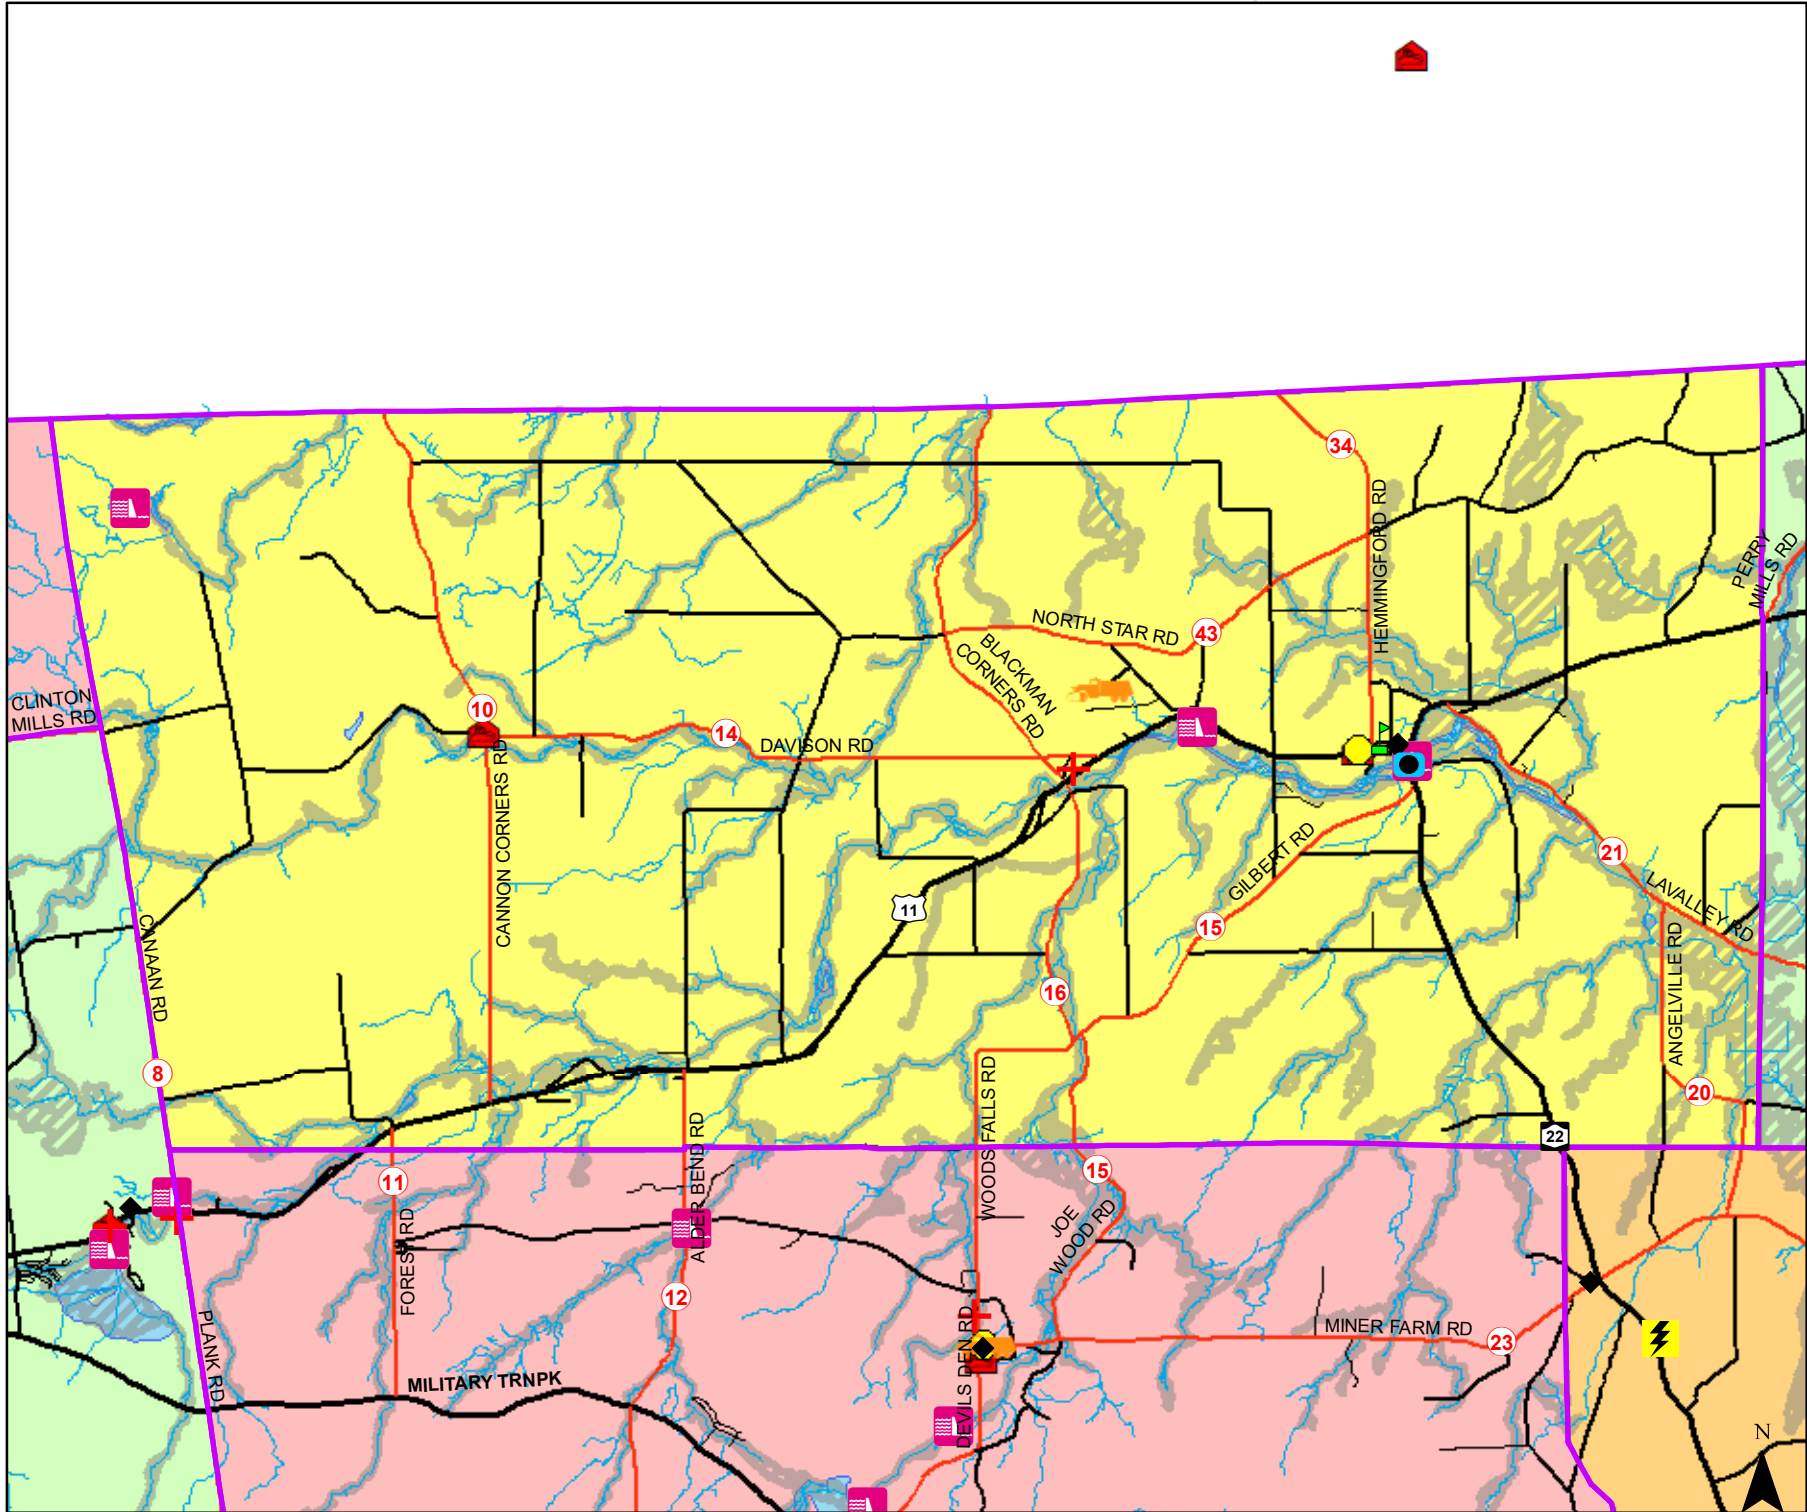 34
HEMMINGFORD RD
PERRY
MILLS RD
NORTH STAR RD
43
BLACKMAN
CORNERS RD
CLINTON
MILLS RD
10
14
DAVISON RD
CANNON CORNERS RD
GILBERT RD
21
LAVALLEY RD
11
15
CANAAN RD
ANGELVILLE RD
16
8
WOODS FALLS RD
20
ALDER BEND RD
22
15
11
JOE
WOOD RD
FOREST RD
12
PLANK RD
DEVILS DEN RD
MINER FARM RD
23
MILITARY TRNPK
N